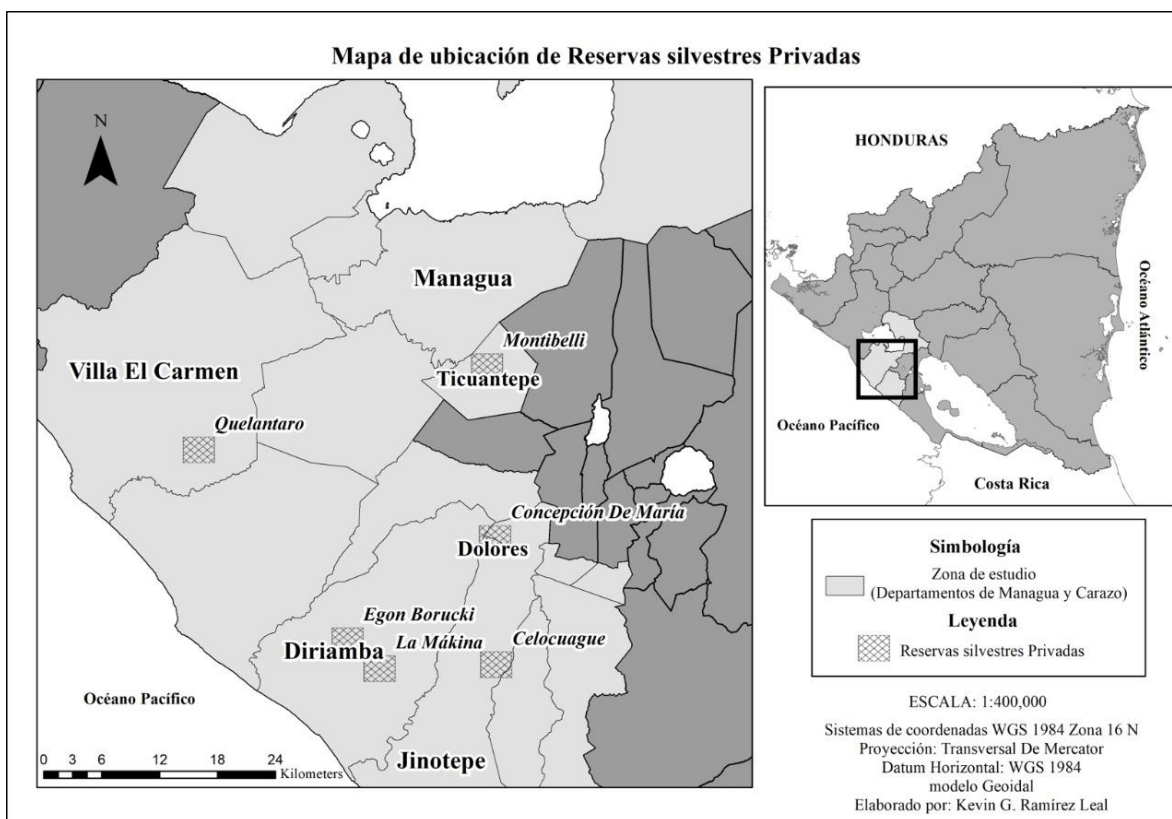 Mapa de ubicación de Reservas silvestres Privadas
N
Managua
Montibelli
Ticuantepe
Villa El Carmen
Quelantaro
Concepción De María
Dolores
Egon Borucki
La Mákina
Celocuague
Diriamba
Océano Pacífico
Jinotepe
0 3 6 12 18 24
Kilometers
HONDURAS
Océano Atlántico
Océano Pacífico
Costa Rica
Simbología
Zona de estudio
(Departamentos de Managua y Carazo)
Leyenda
Reservas silvestres Privadas
ESCALA: 1:400,000
Sistemas de coordenadas WGS 1984 Zona 16 N
Proyección: Transversal De Mercator
Datum Horizontal: WGS 1984
modelo Geoidal
Elaborado por: Kevin G. Ramírez Leal